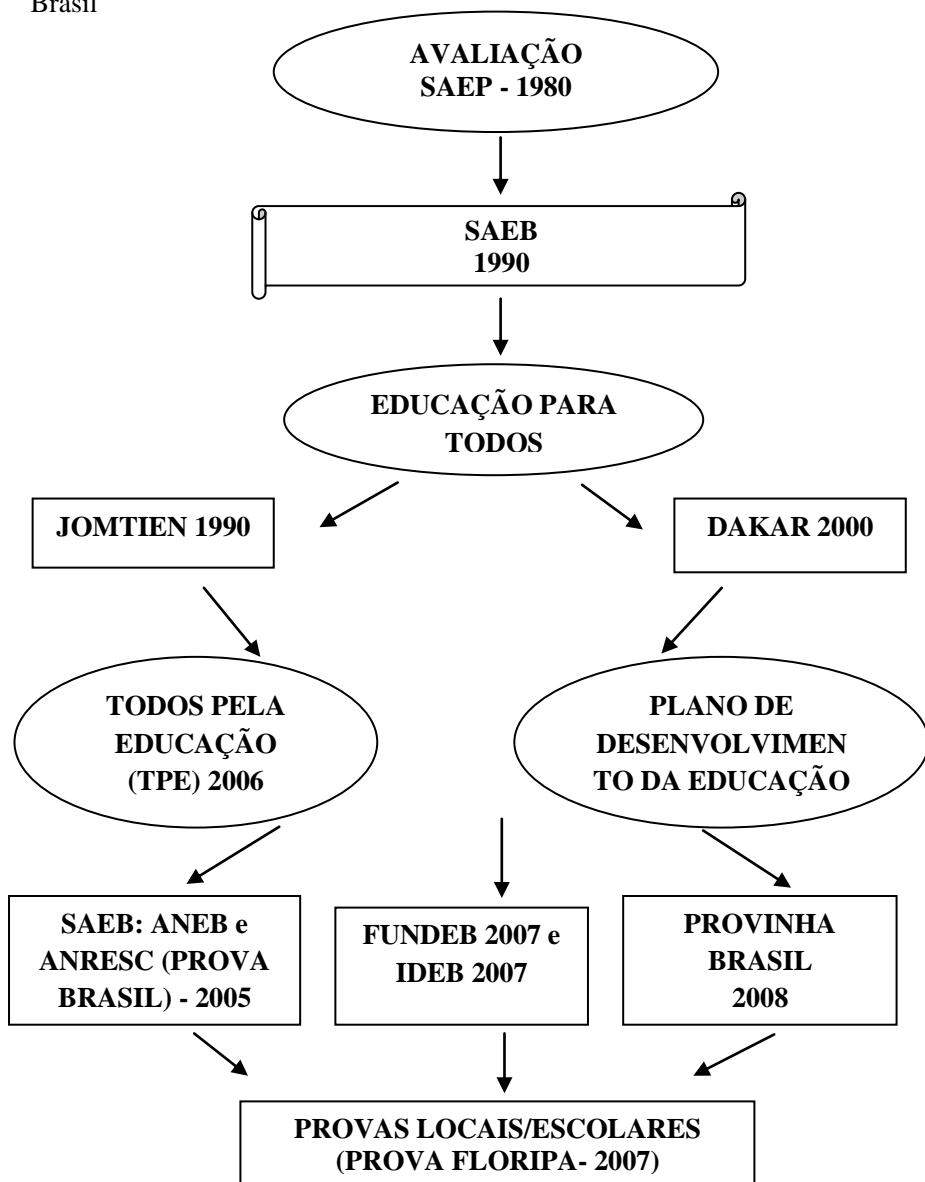 Brasil
AVALIAÇÃO
SAEP - 1980
SAEB
1990
EDUCAÇÃO PARA
TODOS
JOMTIEN 1990
DAKAR 2000
TODOS PELA
EDUCAÇÃO
(TPE) 2006
PLANO DE
DESENVOLVIMEN
TO DA EDUCAÇÃO
SAEB: ANEB e
ANRESC (PROVA
BRASIL) - 2005
FUNDEB 2007 e
IDEB 2007
PROVINHA
BRASIL
2008
PROVAS LOCAIS/ESCOLARES
(PROVA FLORIPA- 2007)